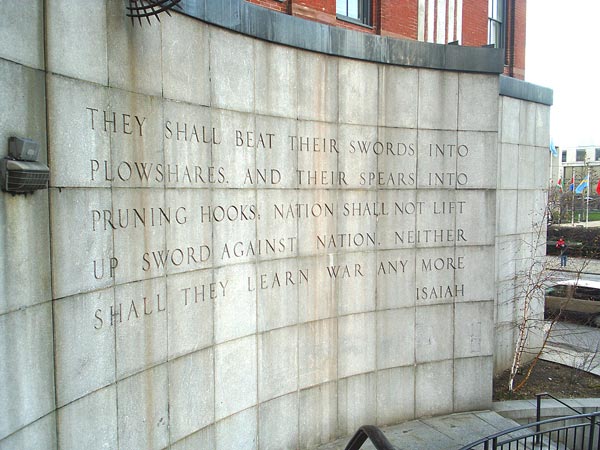 THEY SHALL BEAT THEIR SWORDS INTO
PLOWSHARES. AND THEIR SPEARS INTO
PRUNING HOOKS; NATION SHALL NOT LIFT
UP SWORD AGAINST NATION. NEITHER
SHALL THEY LEARN WAR ANY MORE
ISAIAH